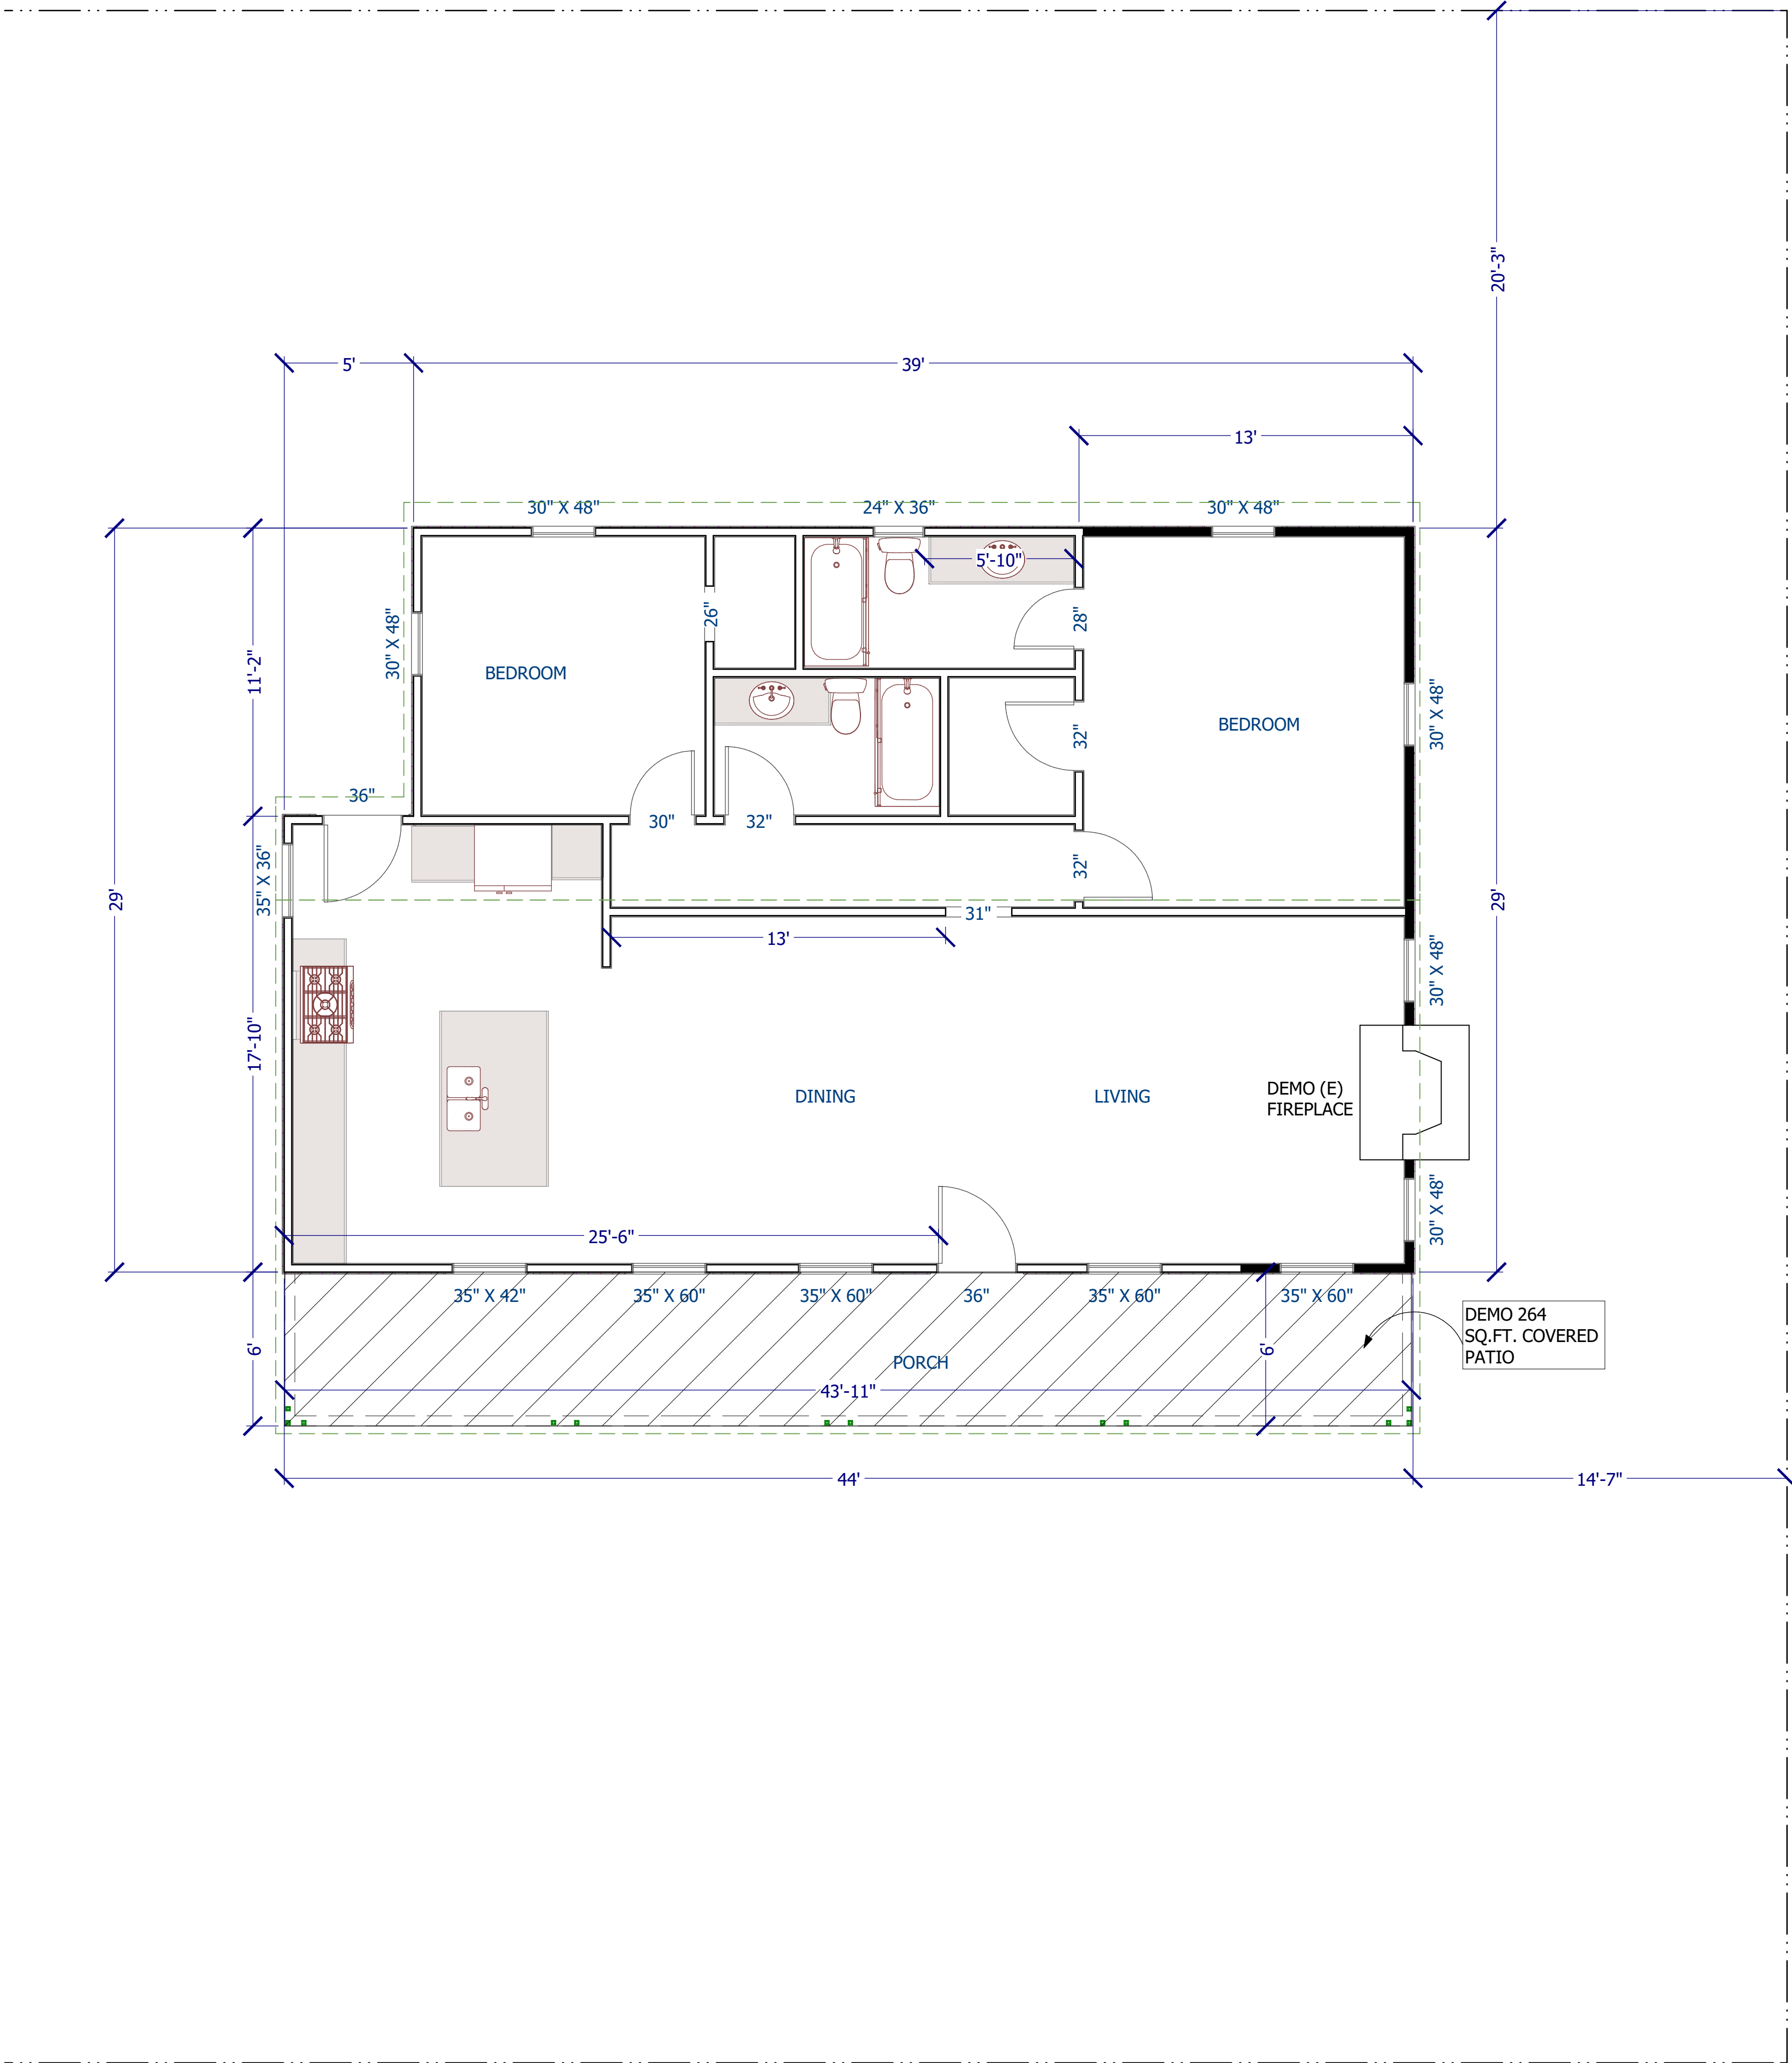 20'-3"
5'
39'
13'
30" X 48"
24" X 36"
30" X 48"
5'-10"
26"
28"
30" X 48"
11'-2"
BEDROOM
30" X 48"
BEDROOM
32"
36"
30"
32"
35" X 36"
32"
29'
29'
31"
13'
30" X 48"
17'-10"
DINING
LIVING
DEMO (E)
FIREPLACE
30" X 48"
25'-6"
35" X 42"
35" X 60"
35" X 60"
36"
35" X 60"
35" X 60"
DEMO 264
SQ.FT. COVERED
PATIO
6'
6'
PORCH
43'-11"
44'
14'-7"